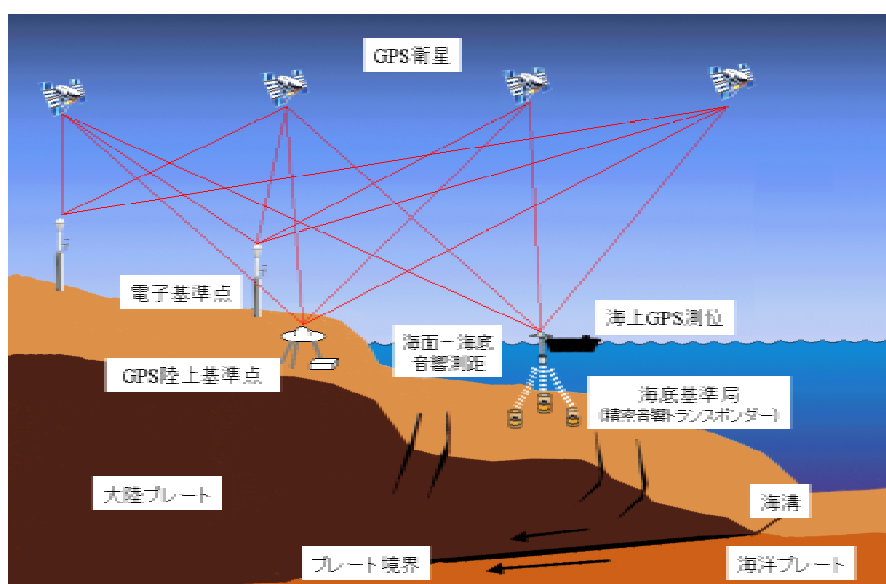 GPS衛星
電子基準点
海上GPS測位
海面－海底
音響測距
GPS陸上基準点
海底基準局
(精密音響トランスポンダー)
大陸プレート
海溝
プレート境界
海洋プレート